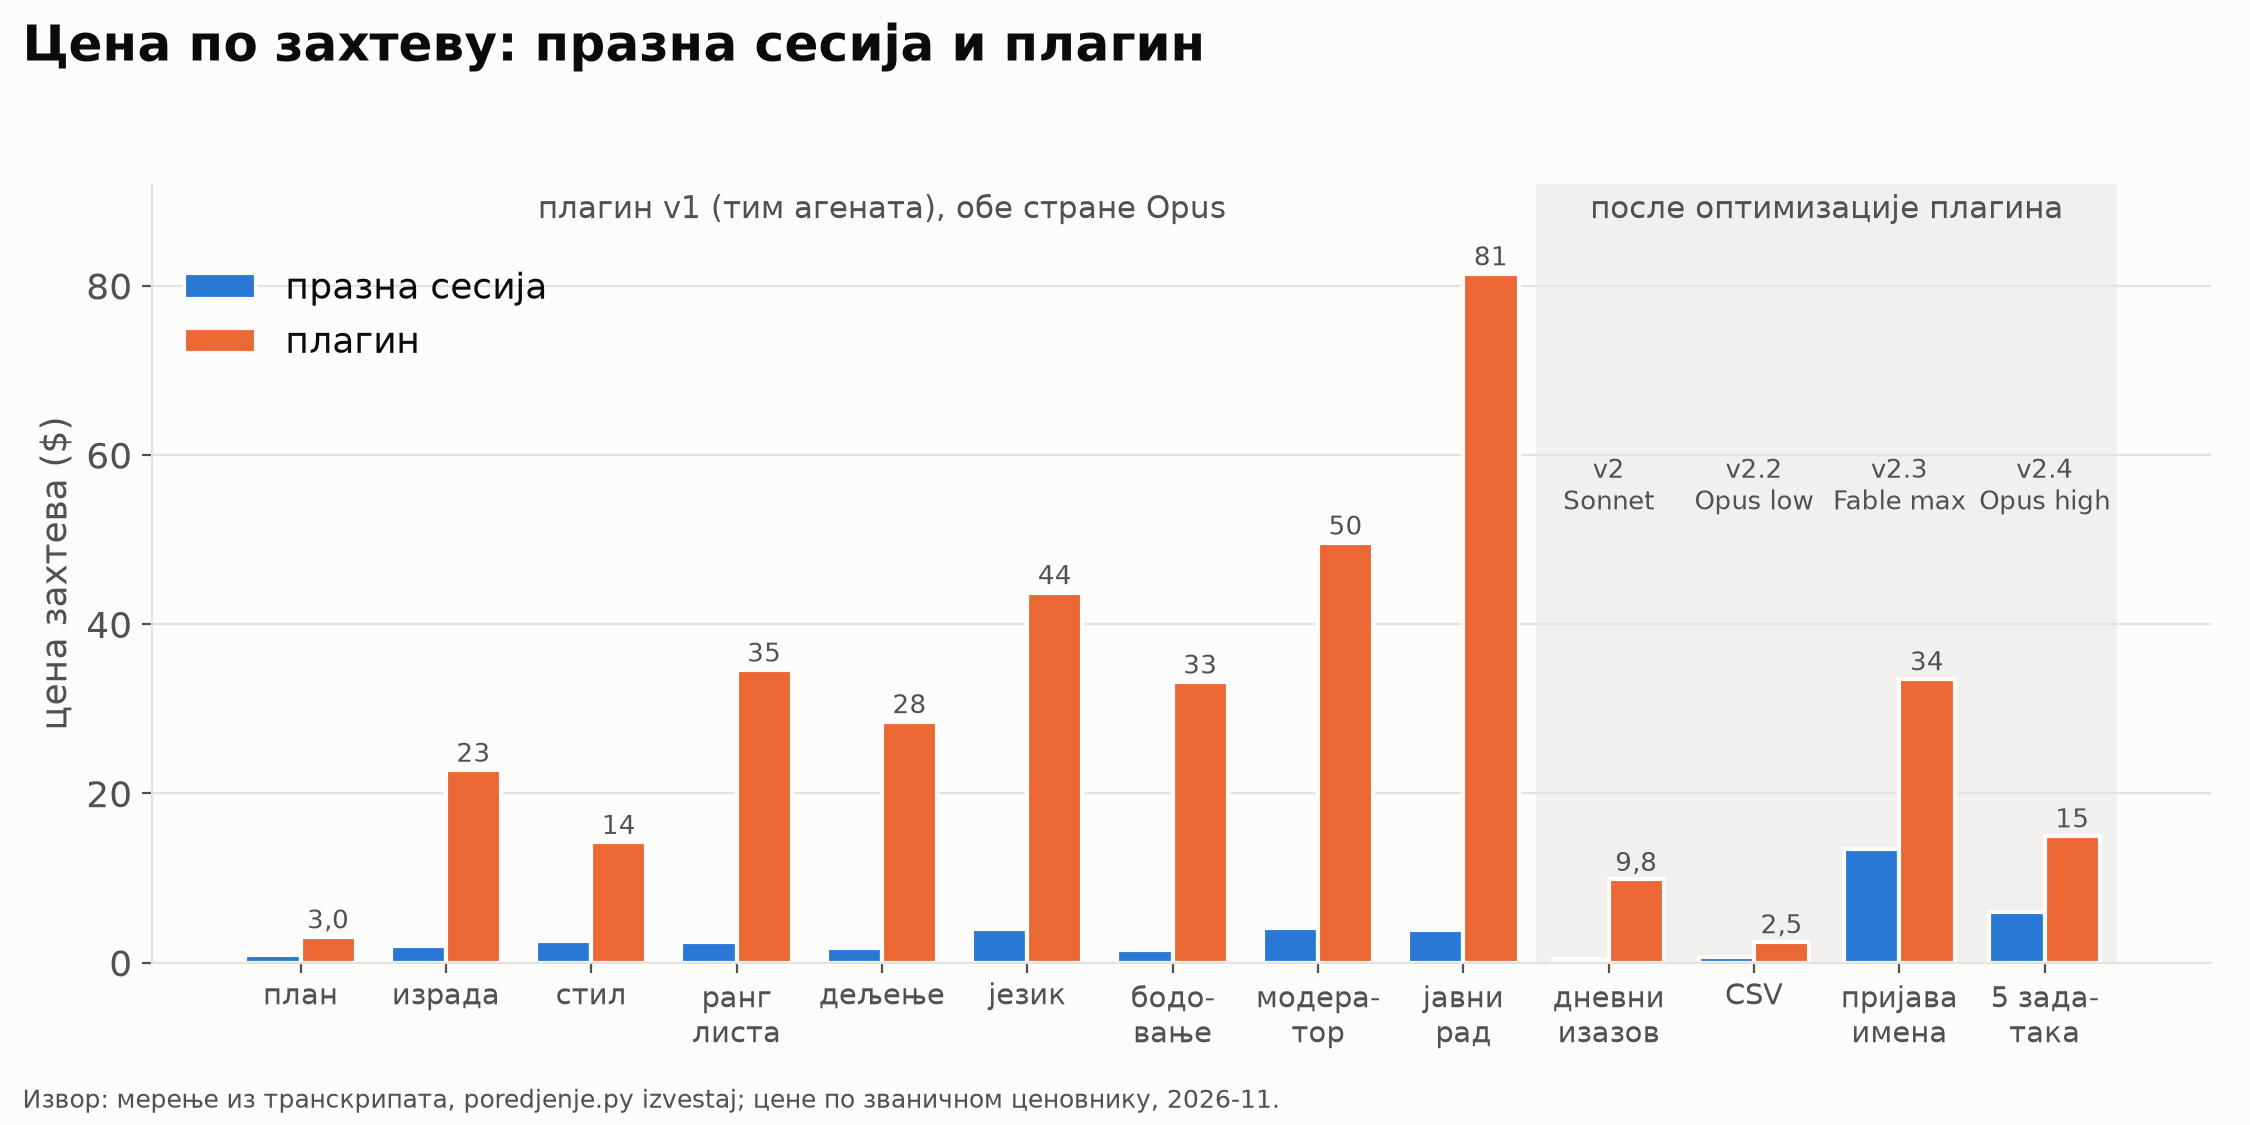 Цена по захтеву: празна сесија и плагин
плагин v1 (тим агената), обе стране Opus
после оптимизације плагина
празна сесија
плагин
цена захтева ($)
80
60
40
20
0
3,0
23
14
35
28
44
33
50
81
9,8
2,5
34
15
v2
Sonnet
v2.2
Opus low
v2.3
Fable max
v2.4
Opus high
план
израда
стил
ранг
листа
дељење
језик
бодо-
вање
модера-
тор
јавни
рад
дневни
изазов
CSV
пријава
имена
5 зада-
така
Извор: мерење из транскрипата, poredjenje.py izvestaj; цене по званичном ценовнику, 2026-11.